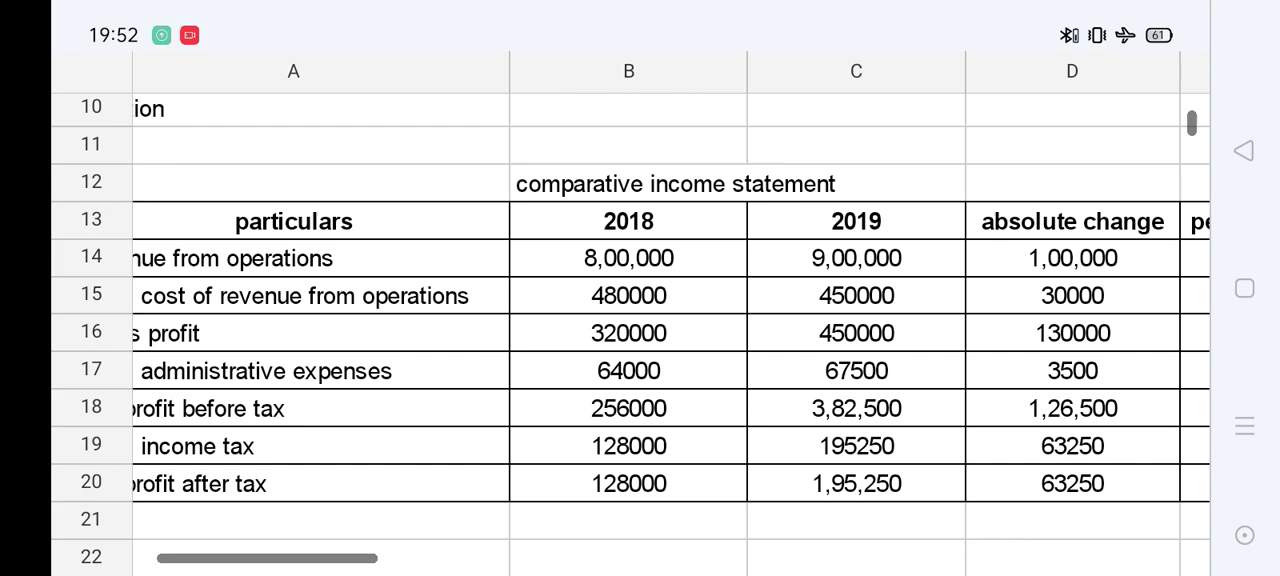 19:52 61
A B C D
10 ion
11
12 comparative income statement
13 particulars 2018 2019 absolute change pe
14 nue from operations 8,00,000 9,00,000 1,00,000
15 cost of revenue from operations 480000 450000 30000
16 s profit 320000 450000 130000
17 administrative expenses 64000 67500 3500
18 profit before tax 256000 3,82,500 1,26,500
19 income tax 128000 195250 63250
20 profit after tax 128000 1,95,250 63250
21
22